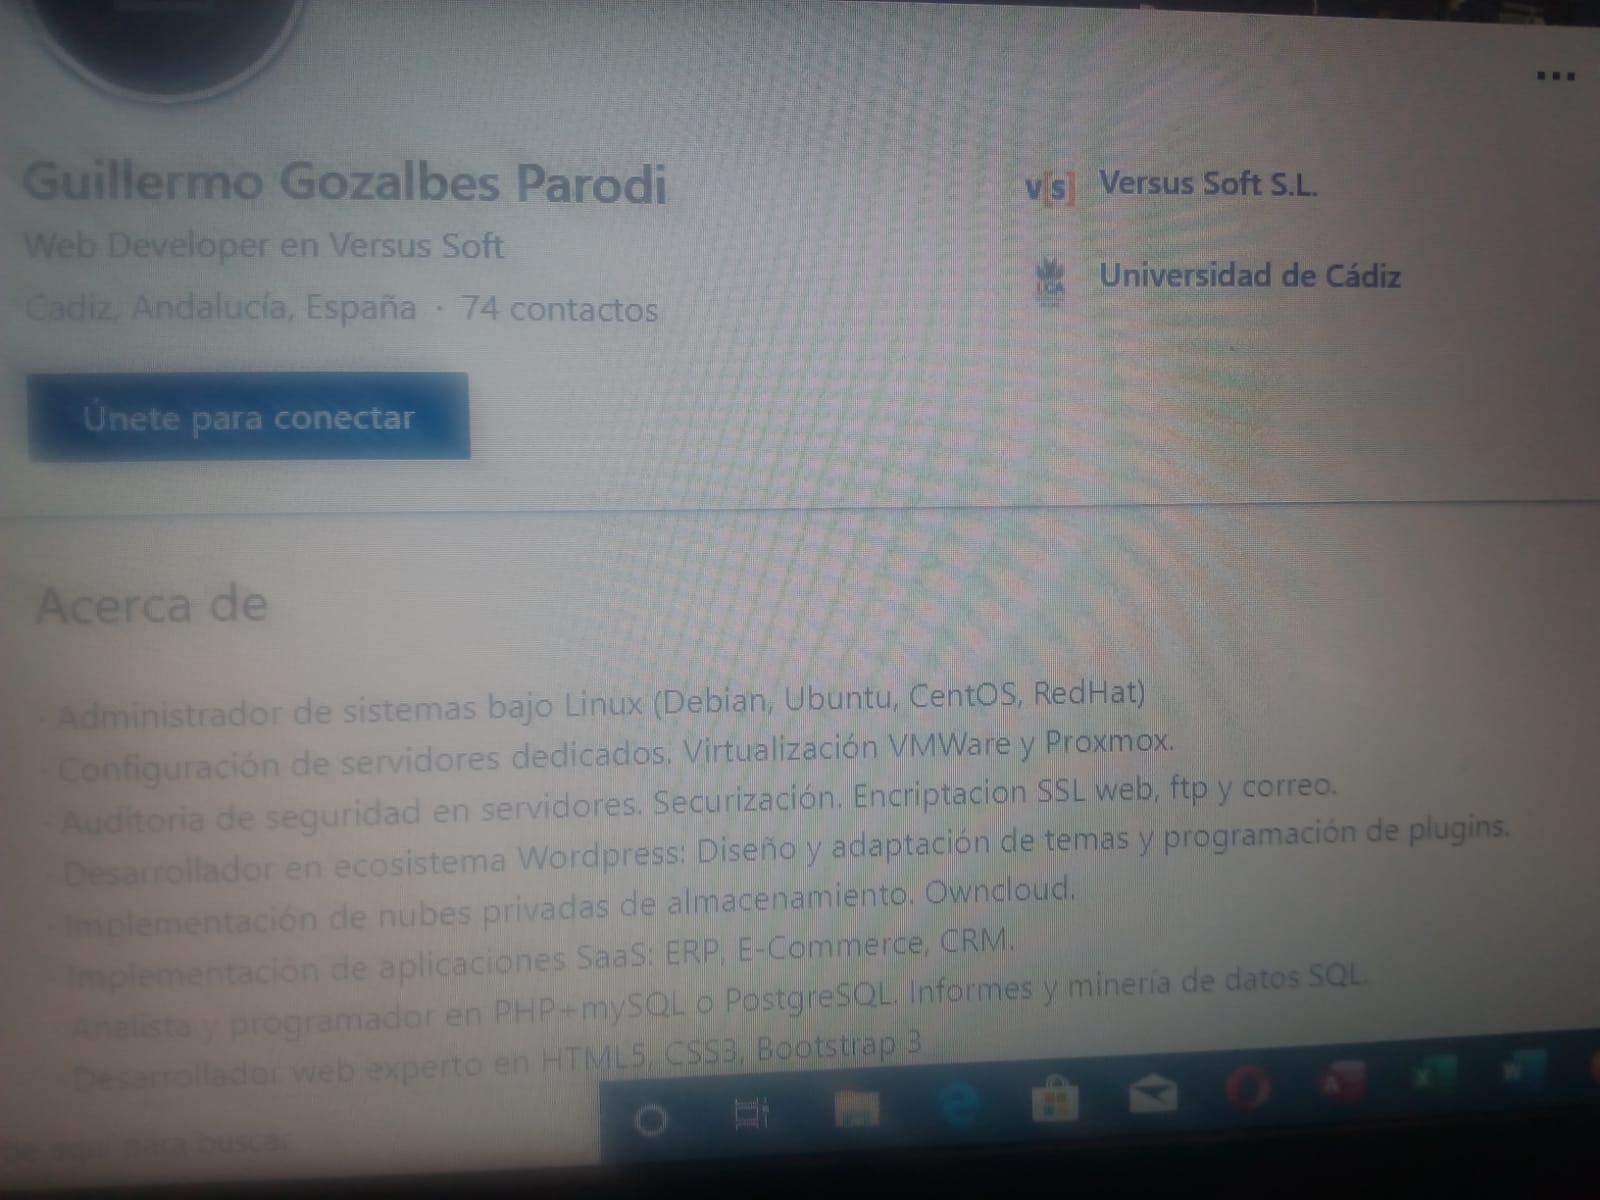 Guillermo Gozalbes Parodi
Web Developer en Versus Soft
Cadiz, Andalucía, España · 74 contactos
Únete para conectar
v[s] Versus Soft S.L.
Universidad de Cádiz
Acerca de
- Administrador de sistemas bajo Linux (Debian, Ubuntu, CentOS, RedHat)
- Configuración de servidores dedicados. Virtualización VMWare y Proxmox.
- Auditoria de seguridad en servidores. Securización. Encriptacion SSL web, ftp y correo.
- Desarrollador en ecosistema Wordpress: Diseño y adaptación de temas y programación de plugins.
- Implementación de nubes privadas de almacenamiento. Owncloud.
- Implementación de aplicaciones SaaS: ERP, E-Commerce, CRM.
- Analista y programador en PHP+mySQL o PostgreSQL. Informes y minería de datos SQL.
- Desarrollador web experto en HTML5, CSS3, Bootstrap 3
aquí para buscar